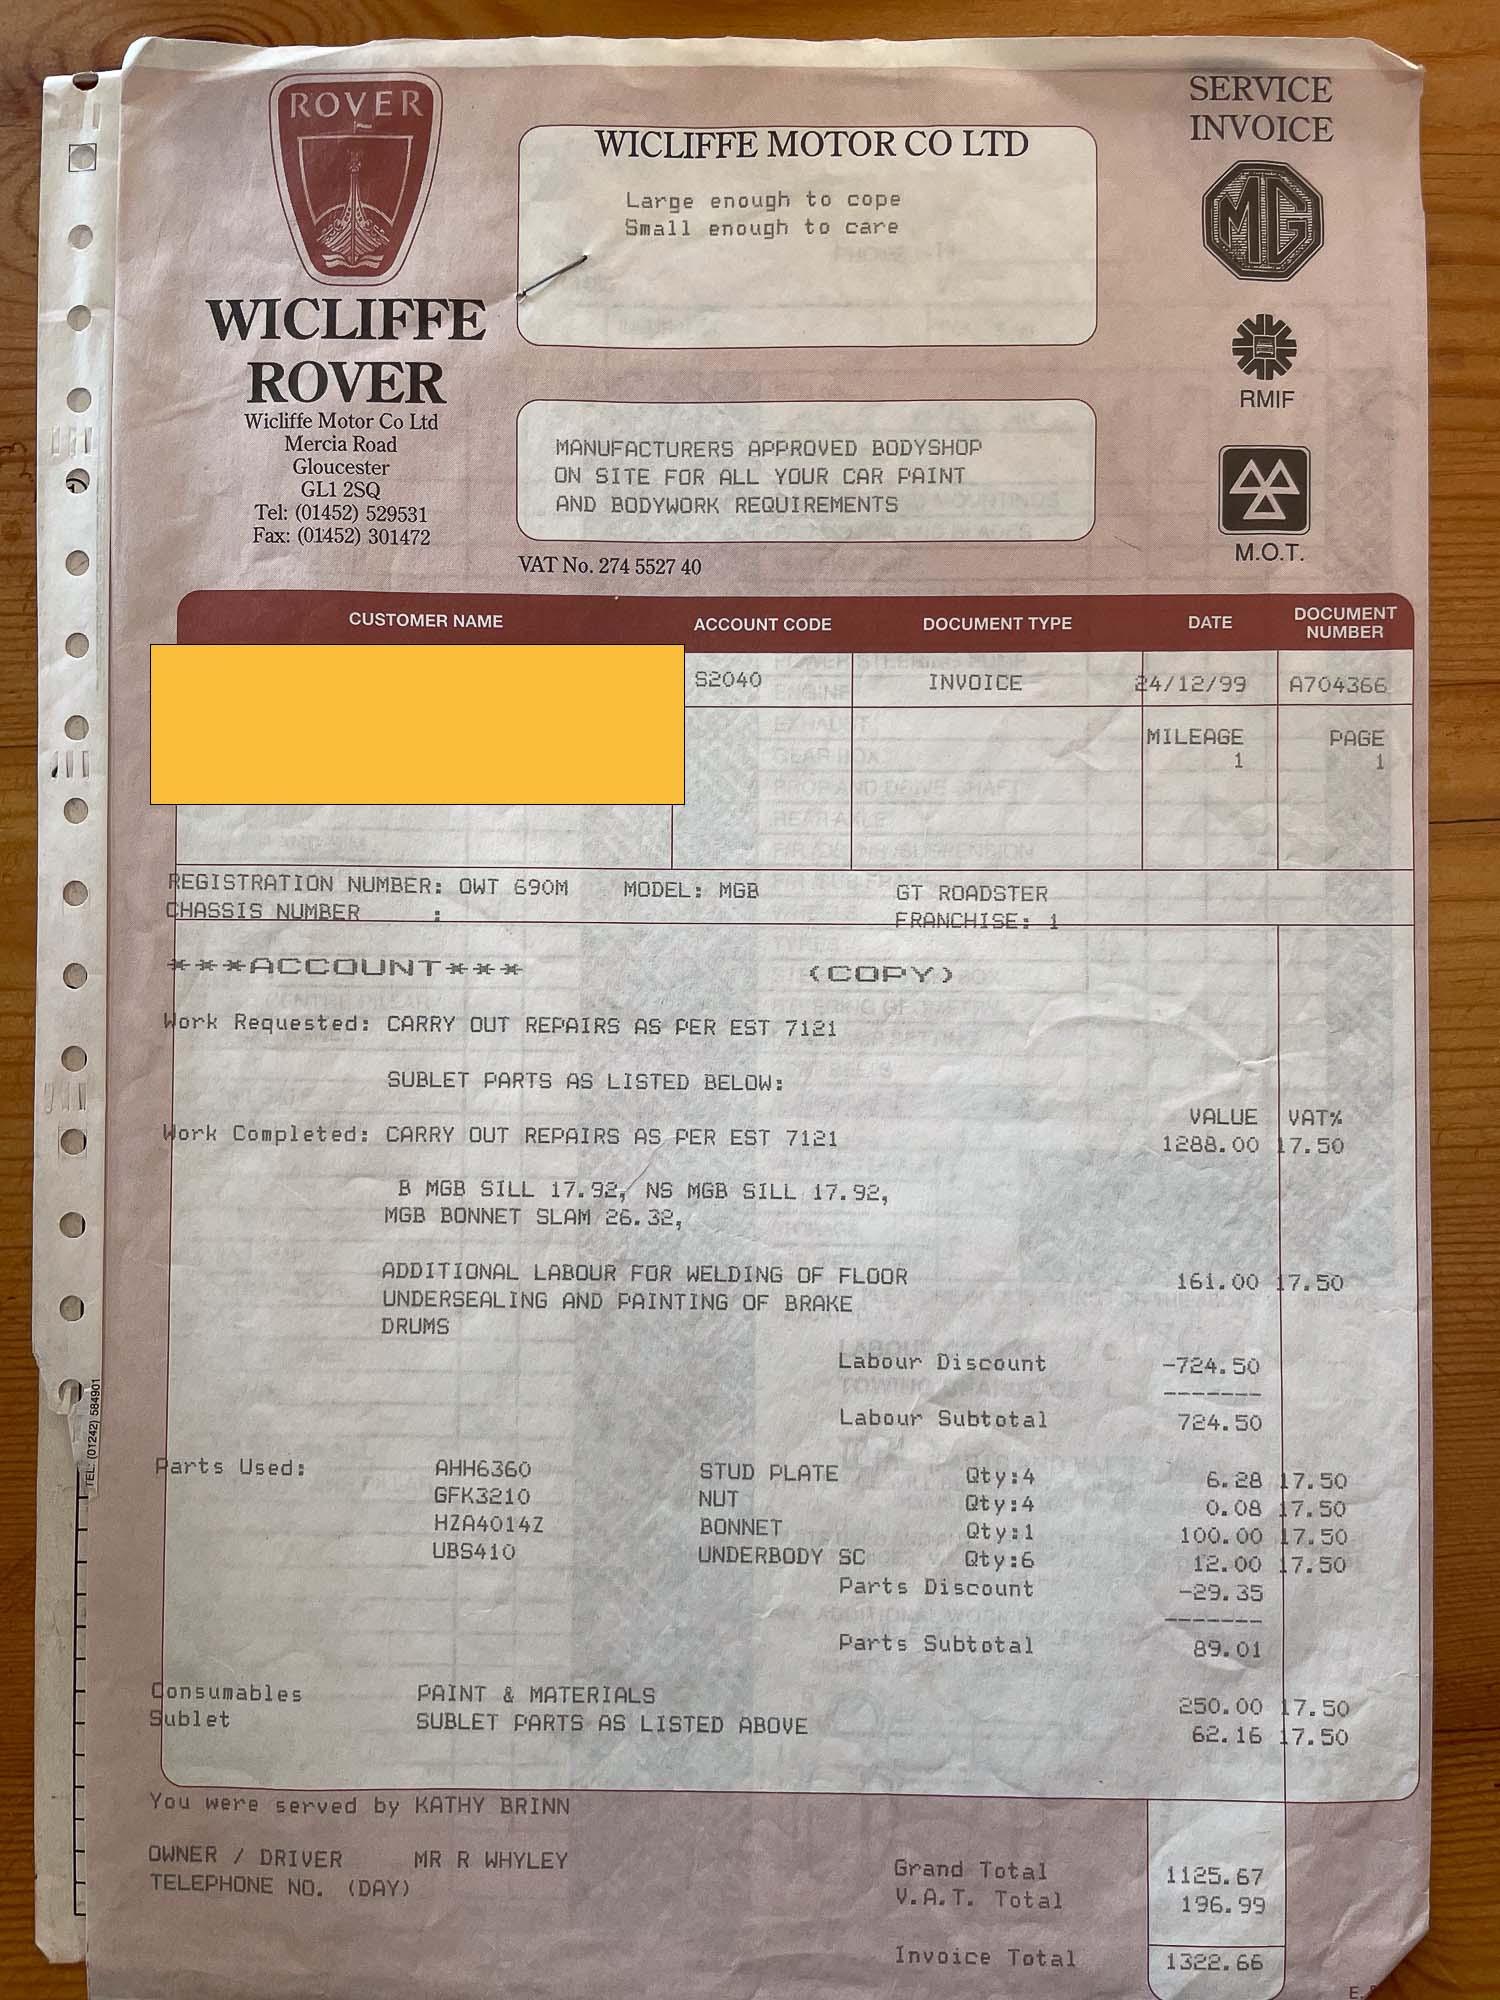 ROVER
WICLIFFE
ROVER
Wicliffe Motor Co Ltd
Mercia Road
Gloucester
GL1 2SQ
Tel: (01452) 529531
Fax: (01452) 301472
WICLIFFE MOTOR CO LTD
Large enough to cope
Small enough to care
MANUFACTURERS APPROVED BODYSHOP
ON SITE FOR ALL YOUR CAR PAINT
AND BODYWORK REQUIREMENTS
VAT No. 274 5527 40
SERVICE
INVOICE
MG
RMIF
M.O.T.
CUSTOMER NAME ACCOUNT CODE DOCUMENT TYPE DATE DOCUMENT NUMBER
S2040 INVOICE 24/12/99 A704366
MILEAGE PAGE
1 1
REGISTRATION NUMBER: OWT 690M MODEL: MGB GT ROADSTER
CHASSIS NUMBER : FRANCHISE: 1
***ACCOUNT*** (COPY)
Work Requested: CARRY OUT REPAIRS AS PER EST 7121
SUBLET PARTS AS LISTED BELOW:
VALUE VAT%
Work Completed: CARRY OUT REPAIRS AS PER EST 7121 1288.00 17.50
B MGB SILL 17.92, NS MGB SILL 17.92,
MGB BONNET SLAM 26.32,
ADDITIONAL LABOUR FOR WELDING OF FLOOR 161.00 17.50
UNDERSEALING AND PAINTING OF BRAKE
DRUMS
Labour Discount -724.50
-------
Labour Subtotal 724.50
Parts Used: AHH6360 STUD PLATE Qty:4 6.28 17.50
GFK3210 NUT Qty:4 0.08 17.50
HZA4014Z BONNET Qty:1 100.00 17.50
UBS410 UNDERBODY SC Qty:6 12.00 17.50
Parts Discount -29.35
-------
Parts Subtotal 89.01
Consumables PAINT & MATERIALS 250.00 17.50
Sublet SUBLET PARTS AS LISTED ABOVE 62.16 17.50
You were served by KATHY BRINN
OWNER / DRIVER MR R WHYLEY
TELEPHONE NO. (DAY)
Grand Total 1125.67
V.A.T. Total 196.99
Invoice Total 1322.66
TEL: (01242) 584901